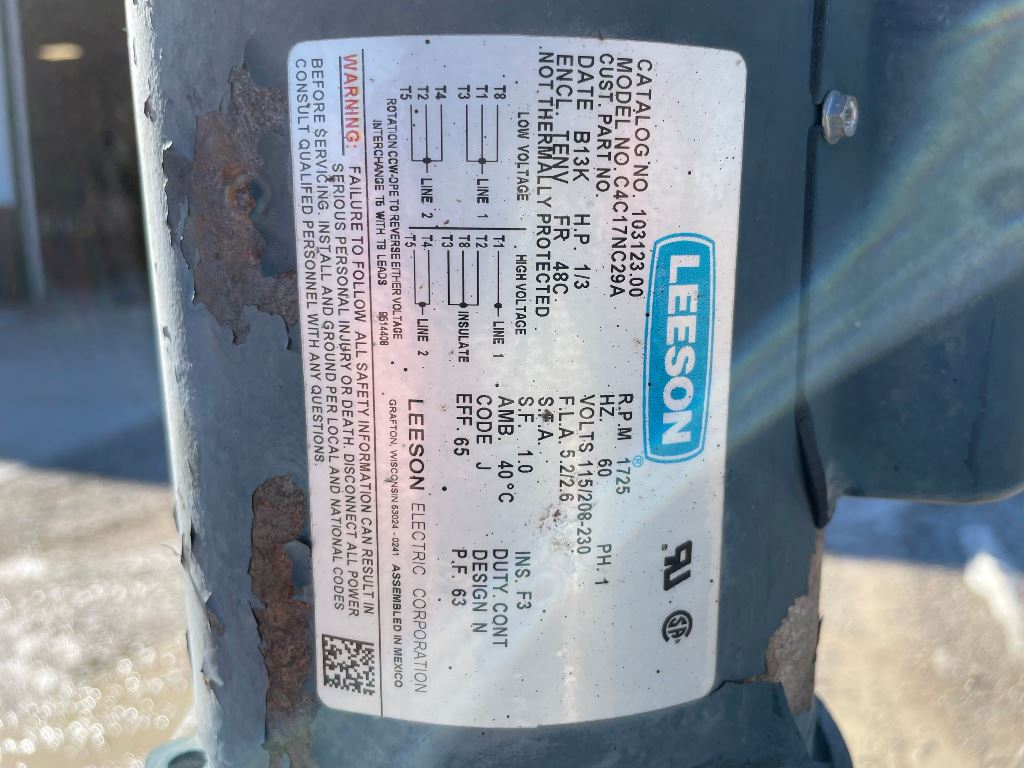 LEESON®
CATALOG NO. 103123.00
MODEL NO. C4C17NC29A
CUST. PART NO.
DATE B13K H.P 1/3
ENCL TENV FR 48C
NOT THERMALLY PROTECTED
R.P.M 1725
HZ. 60 PH. 1
VOLTS 115/208-230
F.L.A. 5.2/2.6
S.F.A.
S.F. 1.0 INS F3
AMB. 40°C DUTY. CONT
CODE J DESIGN N
EFF. 65 P.F. 63
LOW VOLTAGE
T8
T1 LINE 1
T3
T4
T2 LINE 2
T5
HIGH VOLTAGE
T1 LINE 1
T2
T8 INSULATE
T3
T4 LINE 2
T5
ROTATION CCW-OPE TO REVERSE EITHER VOLTAGE
INTERCHANGE T5 WITH T8 LEADS 9514408
LEESON ELECTRIC CORPORATION
GRAFTON, WISCONSIN 53024 - 0241 ASSEMBLED IN MEXICO
WARNING: FAILURE TO FOLLOW ALL SAFETY INFORMATION CAN RESULT IN
SERIOUS PERSONAL INJURY OR DEATH. DISCONNECT ALL POWER
BEFORE SERVICING. INSTALL AND GROUND PER LOCAL AND NATIONAL CODES
CONSULT QUALIFIED PERSONNEL WITH ANY QUESTIONS.